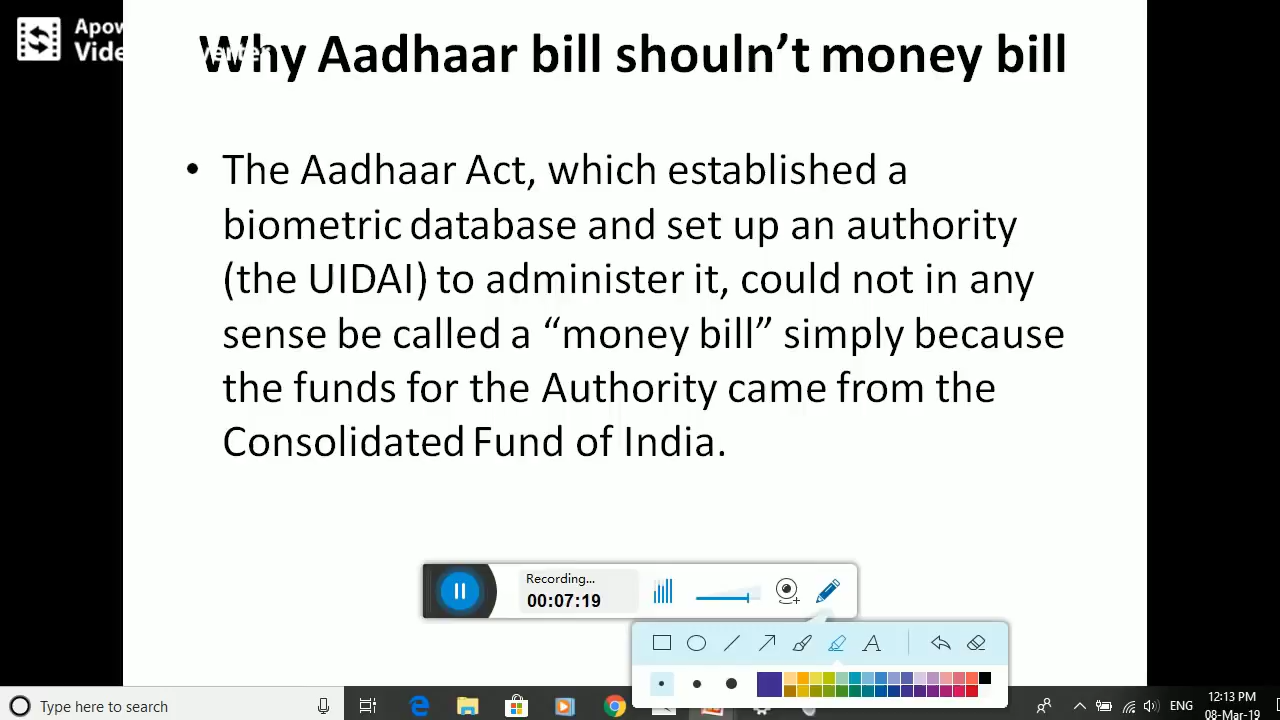 Apow
Vide verter
Why Aadhaar bill shouln’t money bill
• The Aadhaar Act, which established a
biometric database and set up an authority
(the UIDAI) to administer it, could not in any
sense be called a “money bill” simply because
the funds for the Authority came from the
Consolidated Fund of India.
Recording...
00:07:19
A
Type here to search
ENG
12:13 PM
08-Mar-19